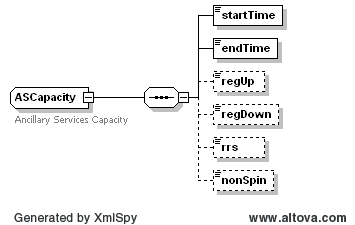 startTime
endTime
regUp
ASCapacity
Ancillary Services Capacity
regDown
rrs
nonSpin
Generated by XmlSpy
www.altova.com